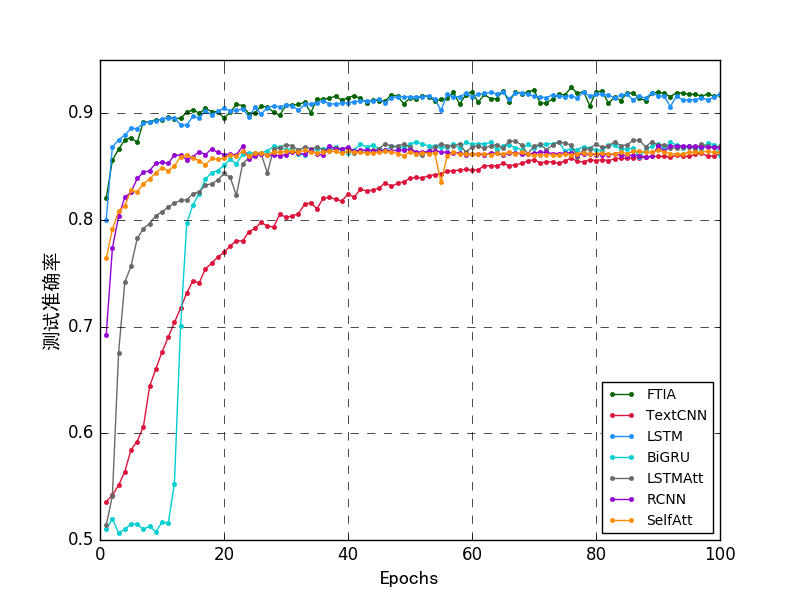 0.9
0.8
0.7
0.6
0.5
测试准确率
0 20 40 60 80 100
Epochs
FTIA
TextCNN
LSTM
BiGRU
LSTMAtt
RCNN
SelfAtt